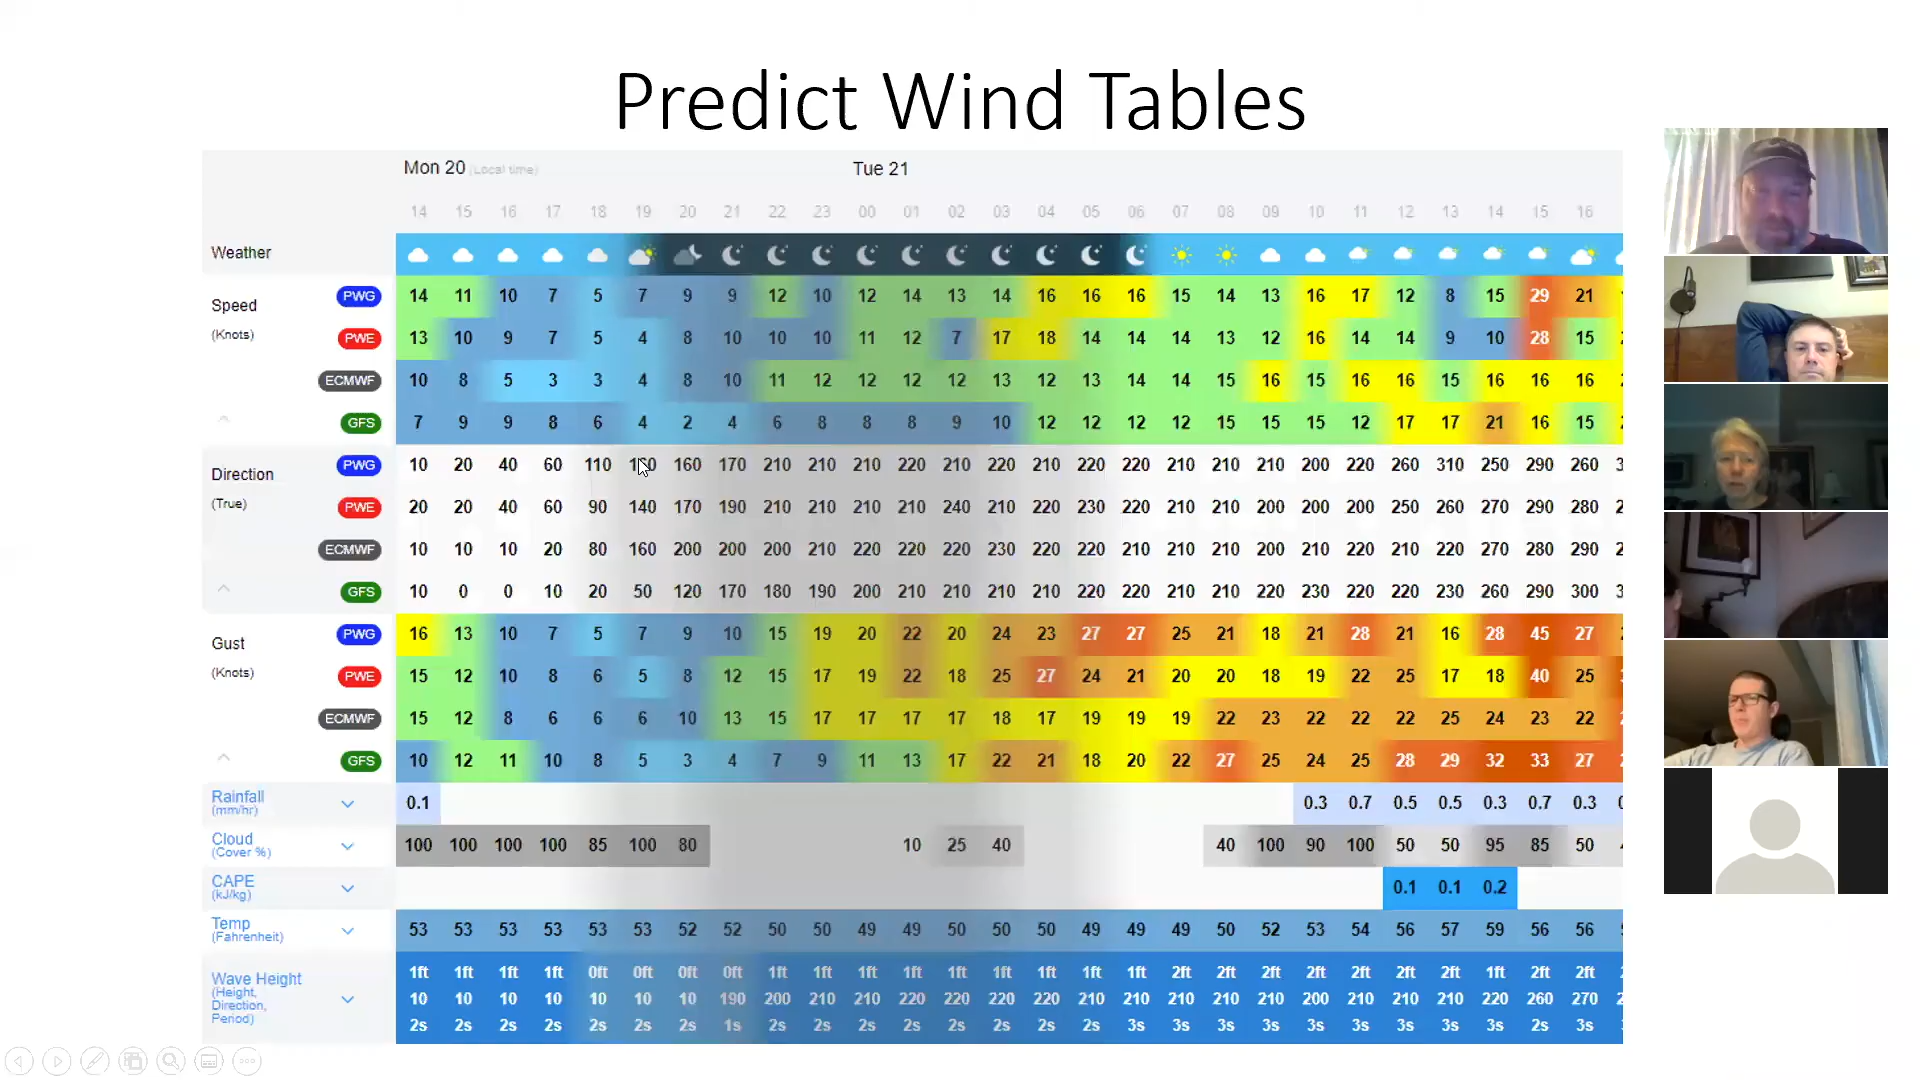 Predict Wind Tables
Mon 20 (Local time) Tue 21
14 15 16 17 18 19 20 21 22 23 00 01 02 03 04 05 06 07 08 09 10 11 12 13 14 15 16
Weather
Speed (Knots)
PWG 14 11 10 7 5 7 9 9 12 10 12 14 13 14 16 16 16 15 14 13 16 17 12 8 15 29 21
PWE 13 10 9 7 5 4 8 10 10 10 11 12 7 17 18 14 14 14 13 12 16 14 14 9 10 28 15
ECMWF 10 8 5 3 3 4 8 10 11 12 12 12 12 13 12 13 14 14 15 16 15 16 16 15 16 16 16
GFS 7 9 9 8 6 4 2 4 6 8 8 8 9 10 12 12 12 12 15 15 15 12 17 17 21 16 15
Direction (True)
PWG 10 20 40 60 110 160 170 210 210 210 220 210 220 210 220 220 210 210 210 200 220 260 310 250 290 260
PWE 20 20 40 60 90 140 170 190 210 210 210 210 240 210 220 230 220 210 210 200 200 200 250 260 270 290 280
ECMWF 10 10 10 20 80 160 200 200 200 210 220 220 220 230 220 220 210 210 210 200 210 220 210 220 270 280 290
GFS 10 0 0 10 20 50 120 170 180 190 200 210 210 210 210 220 220 210 210 220 230 220 220 230 260 290 300
Gust (Knots)
PWG 16 13 10 7 5 7 9 10 15 19 20 22 20 24 23 27 27 25 21 18 21 28 21 16 28 45 27
PWE 15 12 10 8 6 5 8 12 15 17 19 22 18 25 27 24 21 20 20 18 19 22 25 17 18 40 25
ECMWF 15 12 8 6 6 6 10 13 15 17 17 17 17 18 17 19 19 19 22 23 22 22 22 25 24 23 22
GFS 10 12 11 10 8 5 3 4 7 9 11 13 17 22 21 18 20 22 27 25 24 25 28 29 32 33 27
Rainfall (mm/hr) 0.1 0.3 0.7 0.5 0.5 0.3 0.7 0.3
Cloud (Cover %) 100 100 100 100 85 100 80 10 25 40 40 100 90 100 50 50 95 85 50
CAPE (kJ/kg) 0.1 0.1 0.2
Temp (Fahrenheit) 53 53 53 53 53 53 52 52 50 50 49 49 50 50 50 49 49 49 50 52 53 54 56 57 59 56 56
Wave Height (Height, Direction, Period)
1ft 1ft 1ft 1ft 0ft 0ft 0ft 0ft 1ft 1ft 1ft 1ft 1ft 1ft 1ft 1ft 1ft 2ft 2ft 2ft 2ft 2ft 2ft 2ft 1ft 2ft 2ft
10 10 10 10 10 10 10 190 200 210 210 220 220 220 220 210 210 210 210 210 200 210 210 210 220 260 270
2s 2s 2s 2s 2s 2s 2s 1s 2s 2s 2s 2s 2s 2s 2s 2s 3s 3s 3s 3s 3s 3s 3s 3s 3s 2s 3s